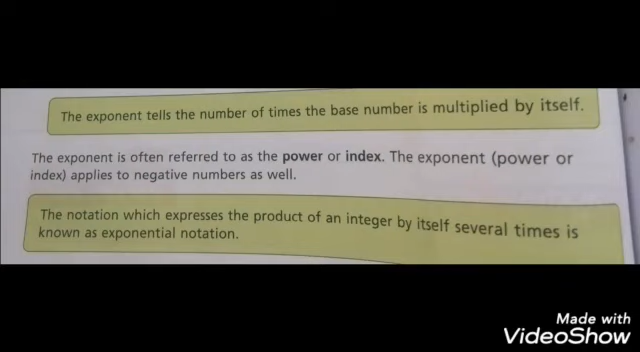 The exponent tells the number of times the base number is multiplied by itself.
The exponent is often referred to as the power or index. The exponent (power or
index) applies to negative numbers as well.
The notation which expresses the product of an integer by itself several times is
known as exponential notation.
Made with
VideoShow